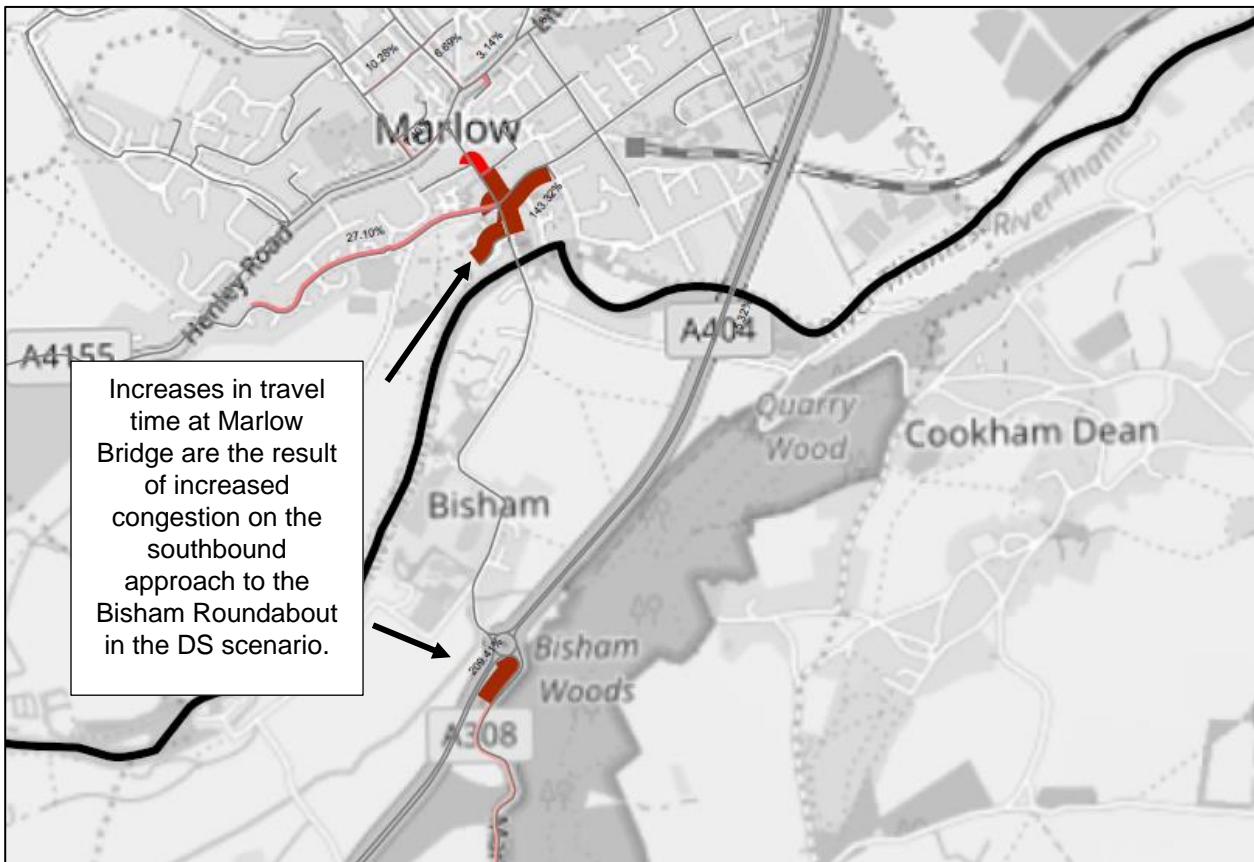 10.28%
6.69%
3.14%
Marlow
143.32%
27.10%
Henley Road
River Thames
River Thames
A4155
A404
Increases in travel
time at Marlow
Bridge are the result
of increased
congestion on the
southbound
approach to the
Bisham Roundabout
in the DS scenario.
Quarry
Wood
Cookham Dean
Bisham
209.41%
Bisham
Woods
A308